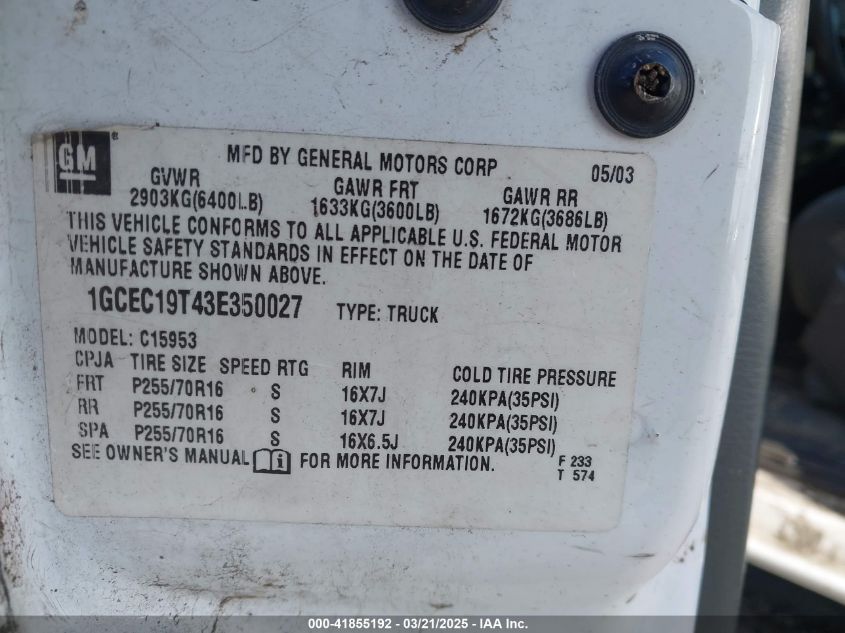 GM
MFD BY GENERAL MOTORS CORP 05/03
GVWR GAWR FRT GAWR RR
2903KG(6400LB) 1633KG(3600LB) 1672KG(3686LB)
THIS VEHICLE CONFORMS TO ALL APPLICABLE U.S. FEDERAL MOTOR
VEHICLE SAFETY STANDARDS IN EFFECT ON THE DATE OF
MANUFACTURE SHOWN ABOVE.
1GCEC19T43E350027 TYPE: TRUCK
MODEL: C15953
CPJA TIRE SIZE SPEED RTG RIM COLD TIRE PRESSURE
FRT P255/70R16 S 16X7J 240KPA(35PSI)
RR P255/70R16 S 16X7J 240KPA(35PSI)
SPA P255/70R16 S 16X6.5J 240KPA(35PSI)
SEE OWNER'S MANUAL i FOR MORE INFORMATION.
F 233
T 574
000-41855192 - 03/21/2025 - IAA Inc.